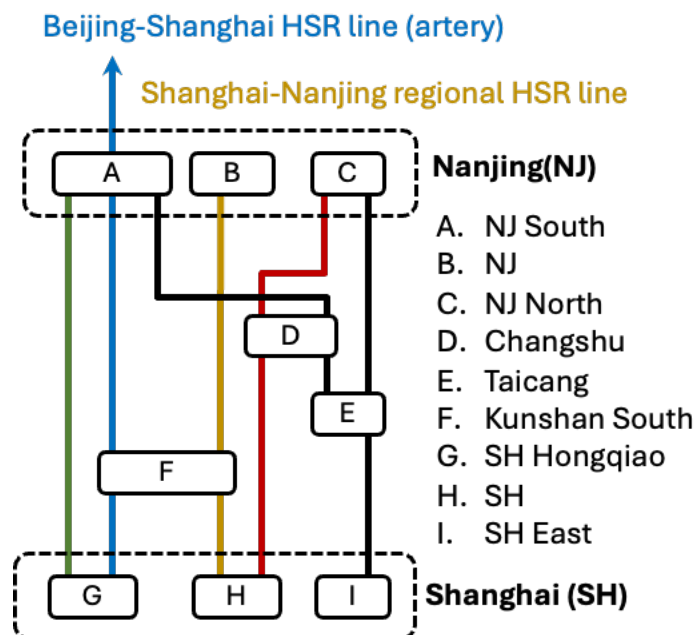 Beijing-Shanghai HSR line (artery)
Shanghai-Nanjing regional HSR line
A
B
C
Nanjing(NJ)
A. NJ South
B. NJ
C. NJ North
D. Changshu
E. Taicang
F. Kunshan South
G. SH Hongqiao
H. SH
I. SH East
D
E
F
G
H
I
Shanghai (SH)